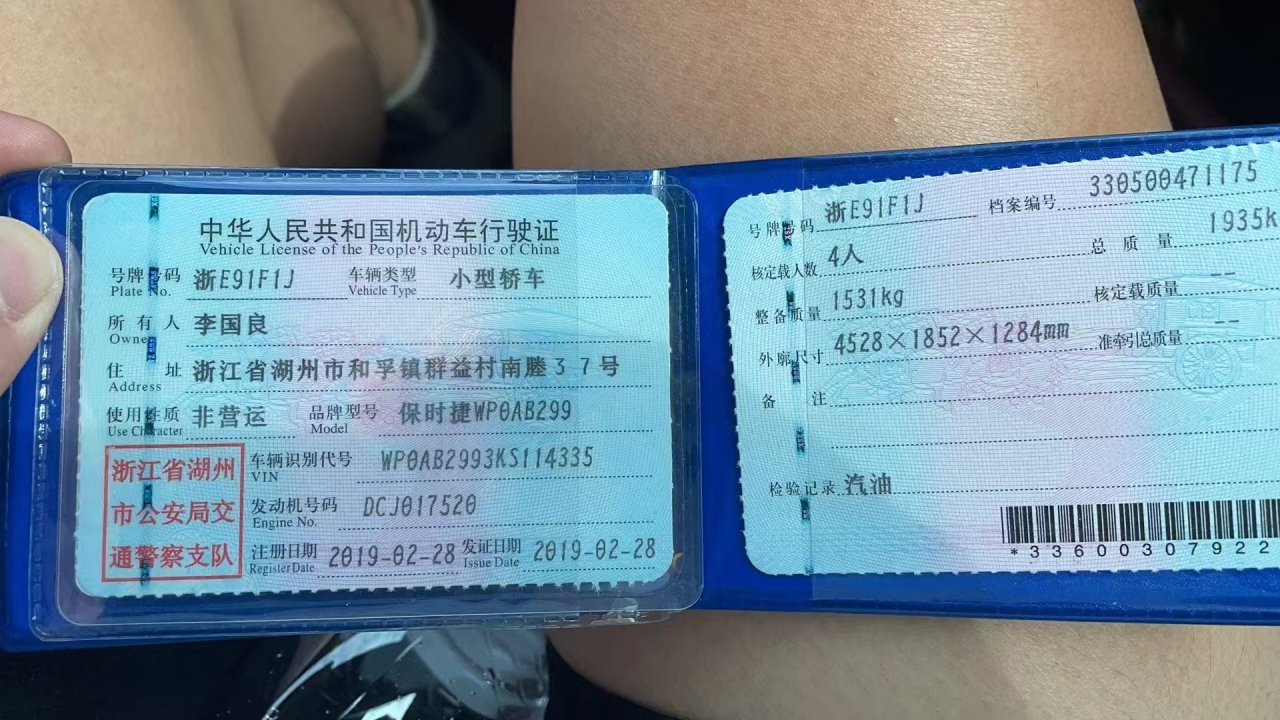 中华人民共和国机动车行驶证
Vehicle License of the People's Republic of China
号牌号码 浙E91F1J 车辆类型 小型轿车
Plate No. Vehicle Type
所有人 李国良
Owner
住址 浙江省湖州市和孚镇群益村南塍37号
Address
使用性质 非营运 品牌型号 保时捷WP0AB299
Use Character Model
浙江省湖州
市公安局交
通警察支队
车辆识别代号 WP0AB2993KS114335
VIN
发动机号码 DCJ017520
Engine No.
注册日期 2019-02-28 发证日期 2019-02-28
Register Date Issue Date
号牌号码 浙E91F1J 档案编号 330500471175
核定载人数 4人 总质量 1935k
整备质量 1531kg 核定载质量 --
外廓尺寸 4528×1852×1284mm 准牵引总质量 --
备注
检验记录 汽油
*33600307922